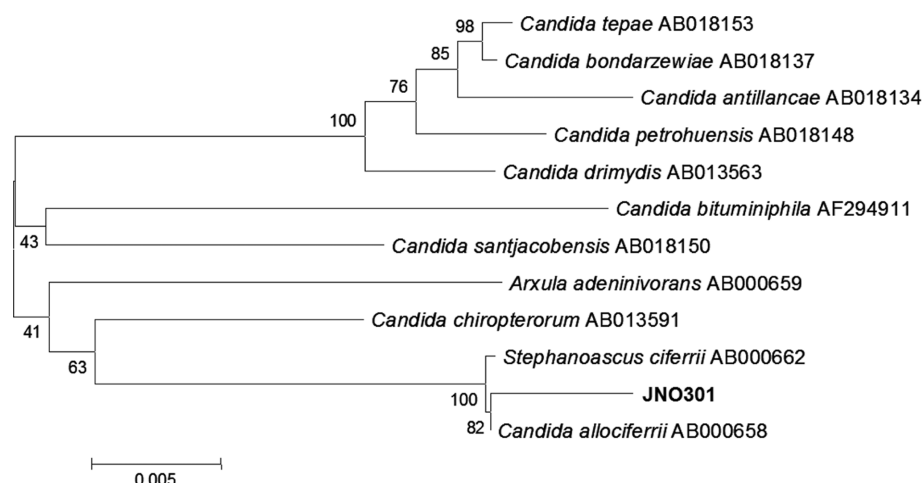 98
Candida tepae AB018153
85
Candida bondarzewiae AB018137
76
Candida antillancae AB018134
100
Candida petrohuensis AB018148
Candida drimydis AB013563
Candida bituminiphila AF294911
43
Candida santjacobensis AB018150
Arxula adeninivorans AB000659
41
Candida chiropterorum AB013591
63
Stephanoascus ciferrii AB000662
100
JNO301
82
Candida allociferrii AB000658
0.005